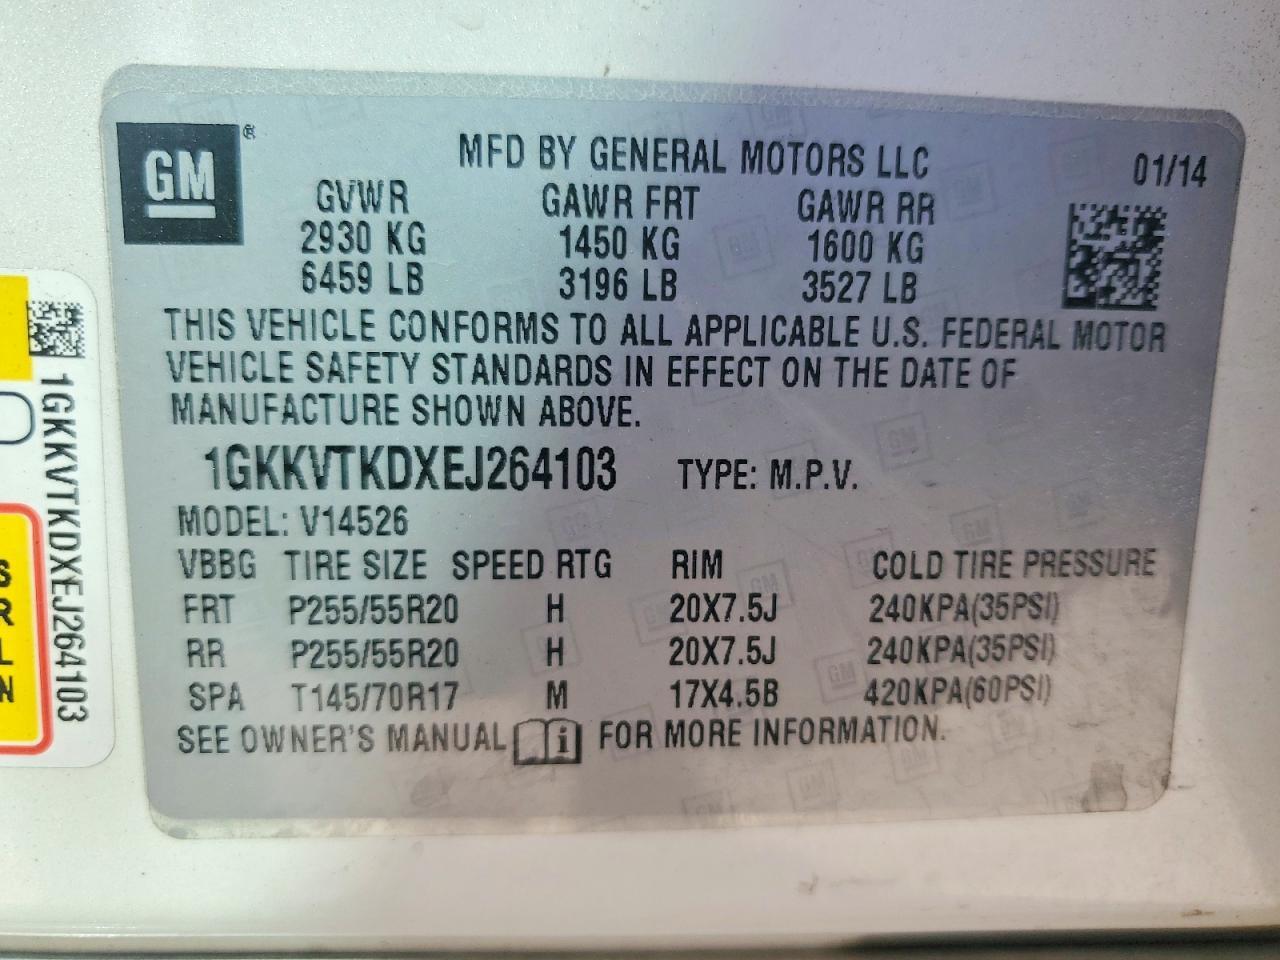 GM ®
MFD BY GENERAL MOTORS LLC 01/14
GVWR GAWR FRT GAWR RR
2930 KG 1450 KG 1600 KG
6459 LB 3196 LB 3527 LB
THIS VEHICLE CONFORMS TO ALL APPLICABLE U.S. FEDERAL MOTOR
VEHICLE SAFETY STANDARDS IN EFFECT ON THE DATE OF
MANUFACTURE SHOWN ABOVE.
1GKKVTKDXEJ264103 TYPE: M.P.V.
MODEL: V14526
VBBG TIRE SIZE SPEED RTG RIM COLD TIRE PRESSURE
FRT P255/55R20 H 20X7.5J 240KPA(35PSI)
RR P255/55R20 H 20X7.5J 240KPA(35PSI)
SPA T145/70R17 M 17X4.5B 420KPA(60PSI)
SEE OWNER'S MANUAL i FOR MORE INFORMATION.
1GKKVTKDXEJ264103